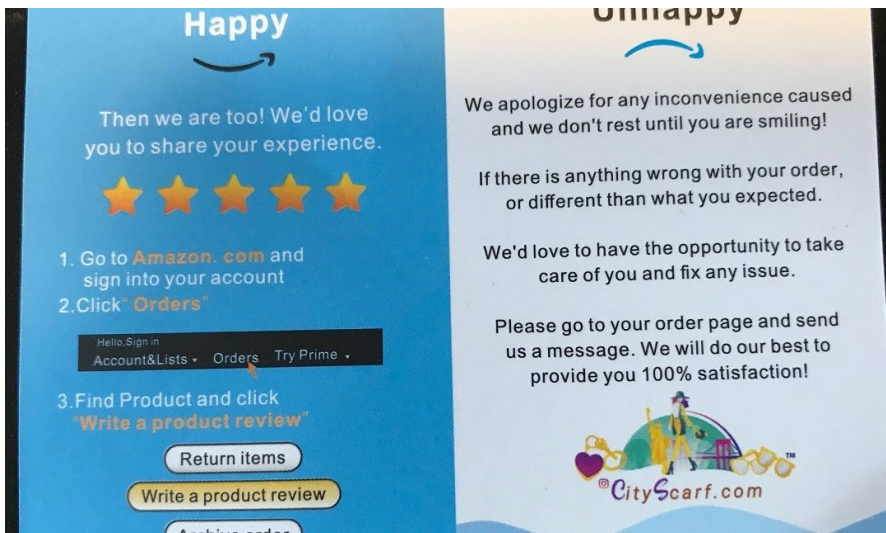 Happy
Then we are too! We'd love
you to share your experience.
1. Go to Amazon. com and
sign into your account
2.Click" Orders"
Hello,Sign in
Account&Lists Orders Try Prime
3.Find Product and click
"Write a product review"
Return items
Write a product review
Archive order
Unhappy
We apologize for any inconvenience caused
and we don't rest until you are smiling!
If there is anything wrong with your order,
or different than what you expected.
We'd love to have the opportunity to take
care of you and fix any issue.
Please go to your order page and send
us a message. We will do our best to
provide you 100% satisfaction!
TM
CityScarf.com